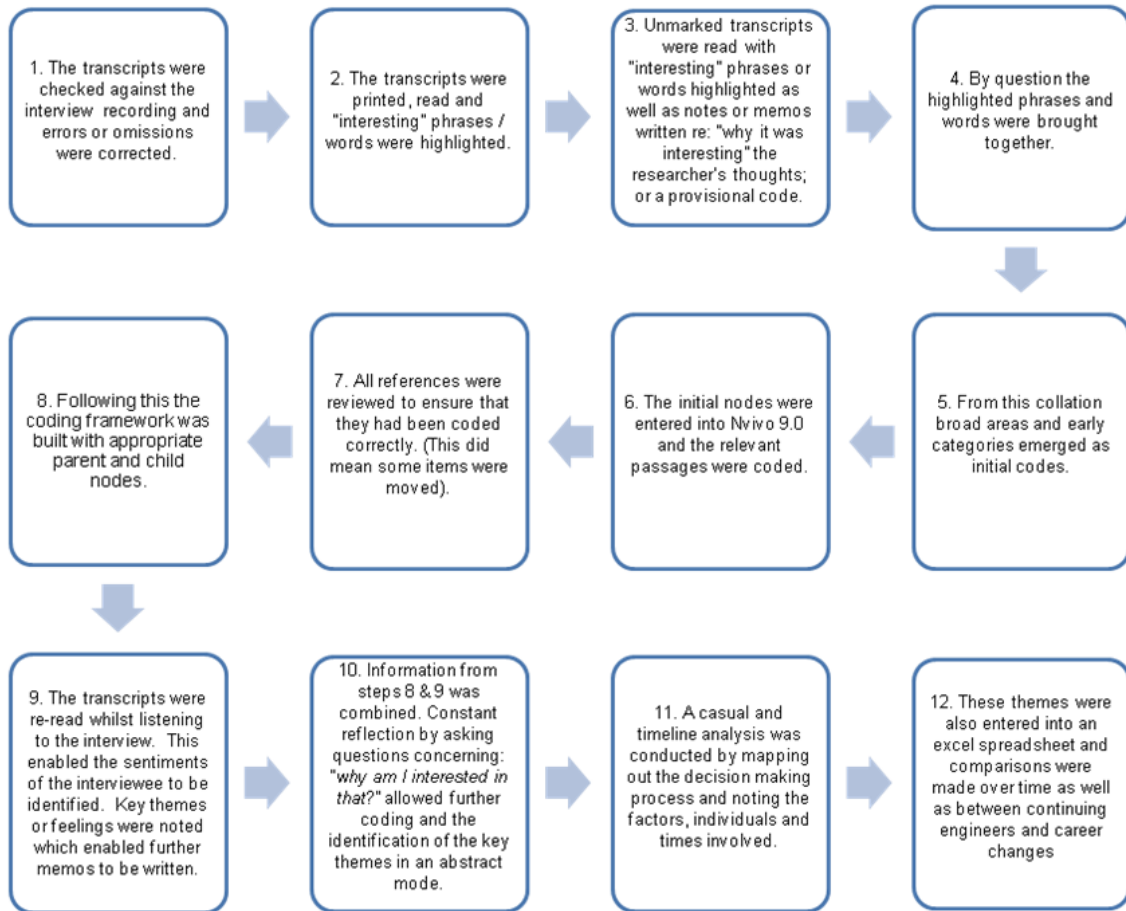 1. The transcripts were
checked against the
interview recording and
errors or omissions
were corrected.
2. The transcripts were
printed, read and
"interesting" phrases /
words were highlighted.
3. Unmarked transcripts
were read with
"interesting" phrases or
words highlighted as
well as notes or memos
written re: "why it was
interesting" the
researcher's thoughts;
or a provisional code.
4. By question the
highlighted phrases and
words were brought
together.
5. From this collation
broad areas and early
categories emerged as
initial codes.
6. The initial nodes were
entered into Nvivo 9.0
and the relevant
passages were coded.
7. All references were
reviewed to ensure that
they had been coded
correctly. (This did
mean some items were
moved).
8. Following this the
coding framework was
built with appropriate
parent and child
nodes.
9. The transcripts were
re-read whilst listening
to the interview. This
enabled the sentiments
of the interviewee to be
identified. Key themes
or feelings were noted
which enabled further
memos to be written.
10. Information from
steps 8 & 9 was
combined. Constant
reflection by asking
questions concerning:
"why am I interested in
that?" allowed further
coding and the
identification of the key
themes in an abstract
mode.
11. A casual and
timeline analysis was
conducted by mapping
out the decision making
process and noting the
factors, individuals and
times involved.
12. These themes were
also entered into an
excel spreadsheet and
comparisons were
made over time as well
as between continuing
engineers and career
changes